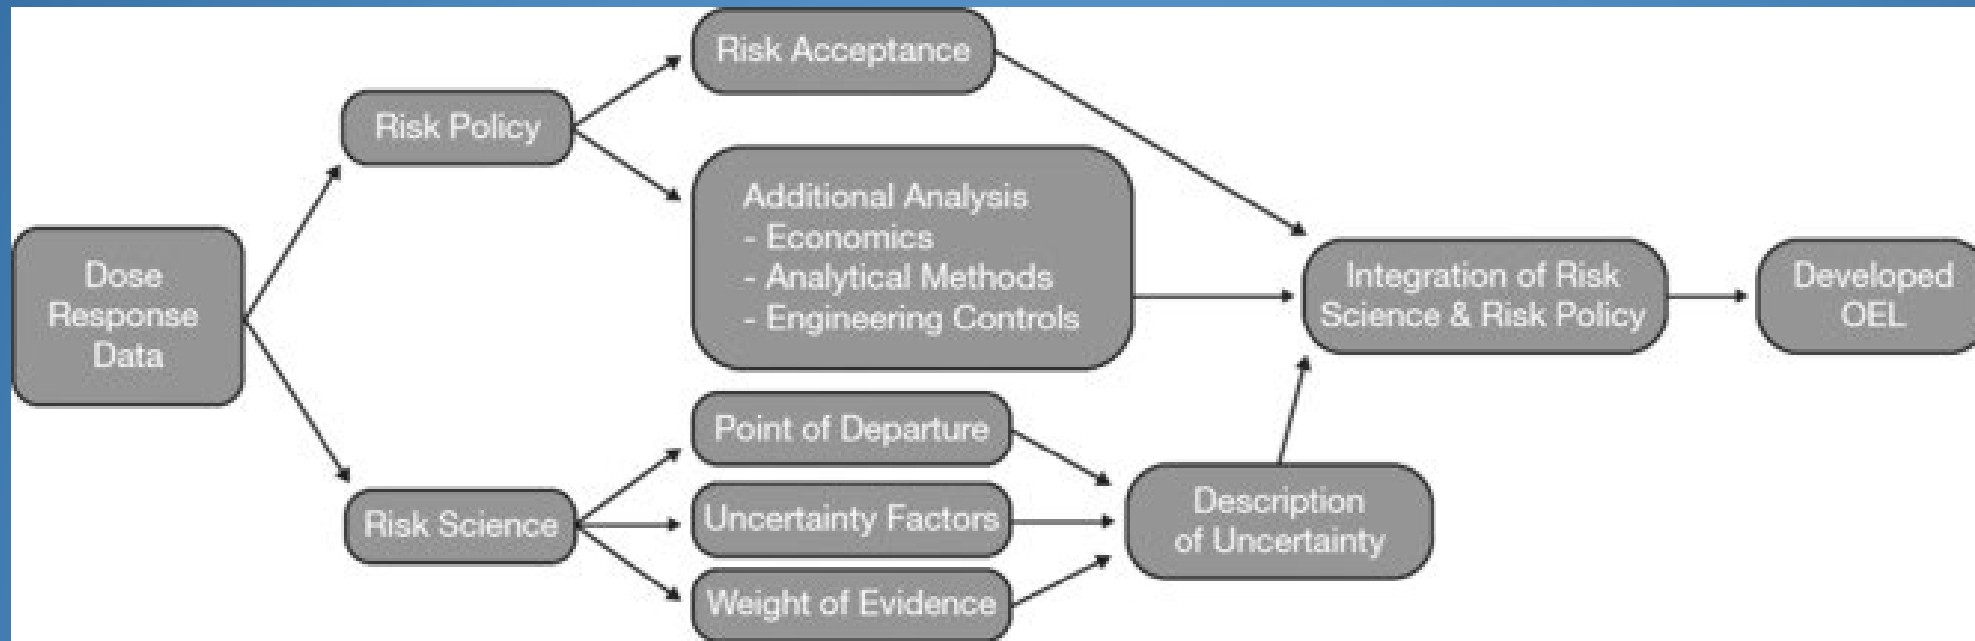 Risk Acceptance
Risk Policy
Additional Analysis
- Economics
- Analytical Methods
- Engineering Controls
Dose
Response
Data
Integration of Risk
Science & Risk Policy
Developed
OEL
Point of Departure
Risk Science
Uncertainty Factors
Weight of Evidence
Description
of Uncertainty